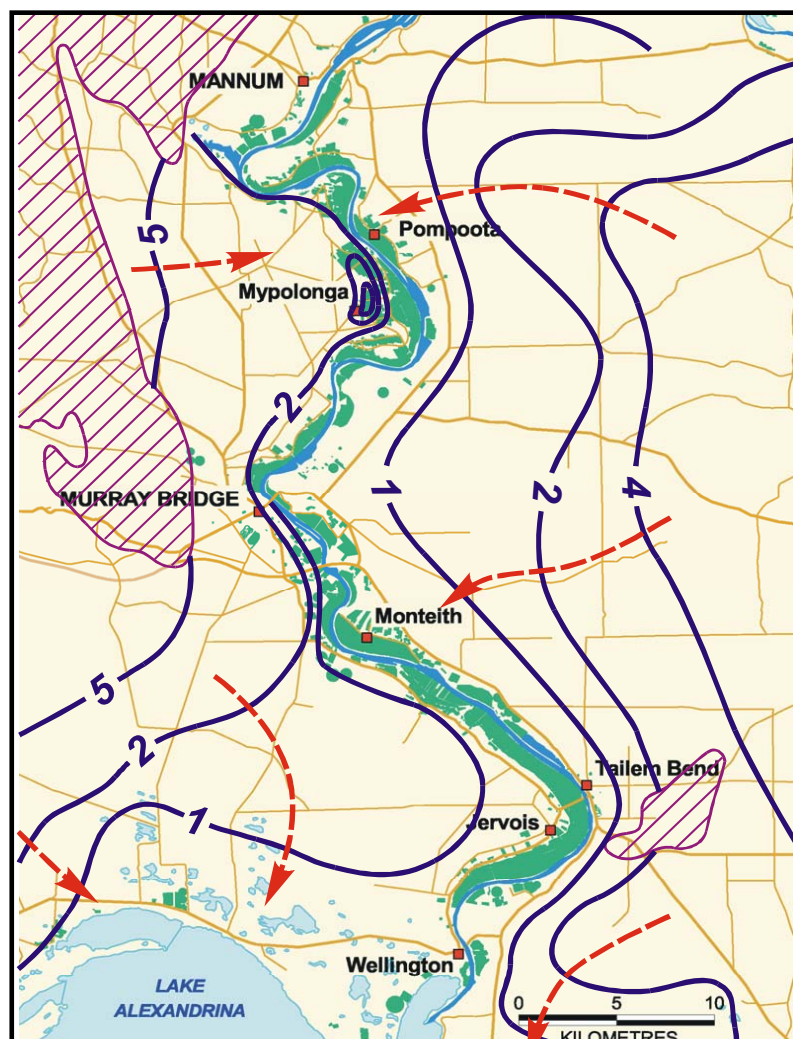 MANNUM
Pompoota
5
Mypolonga
2
MURRAY BRIDGE
1
2
4
Monteith
5
2
Tailem Bend
1
Jervois
Wellington
LAKE
ALEXANDRINA
0 5 10
KILOMETRES